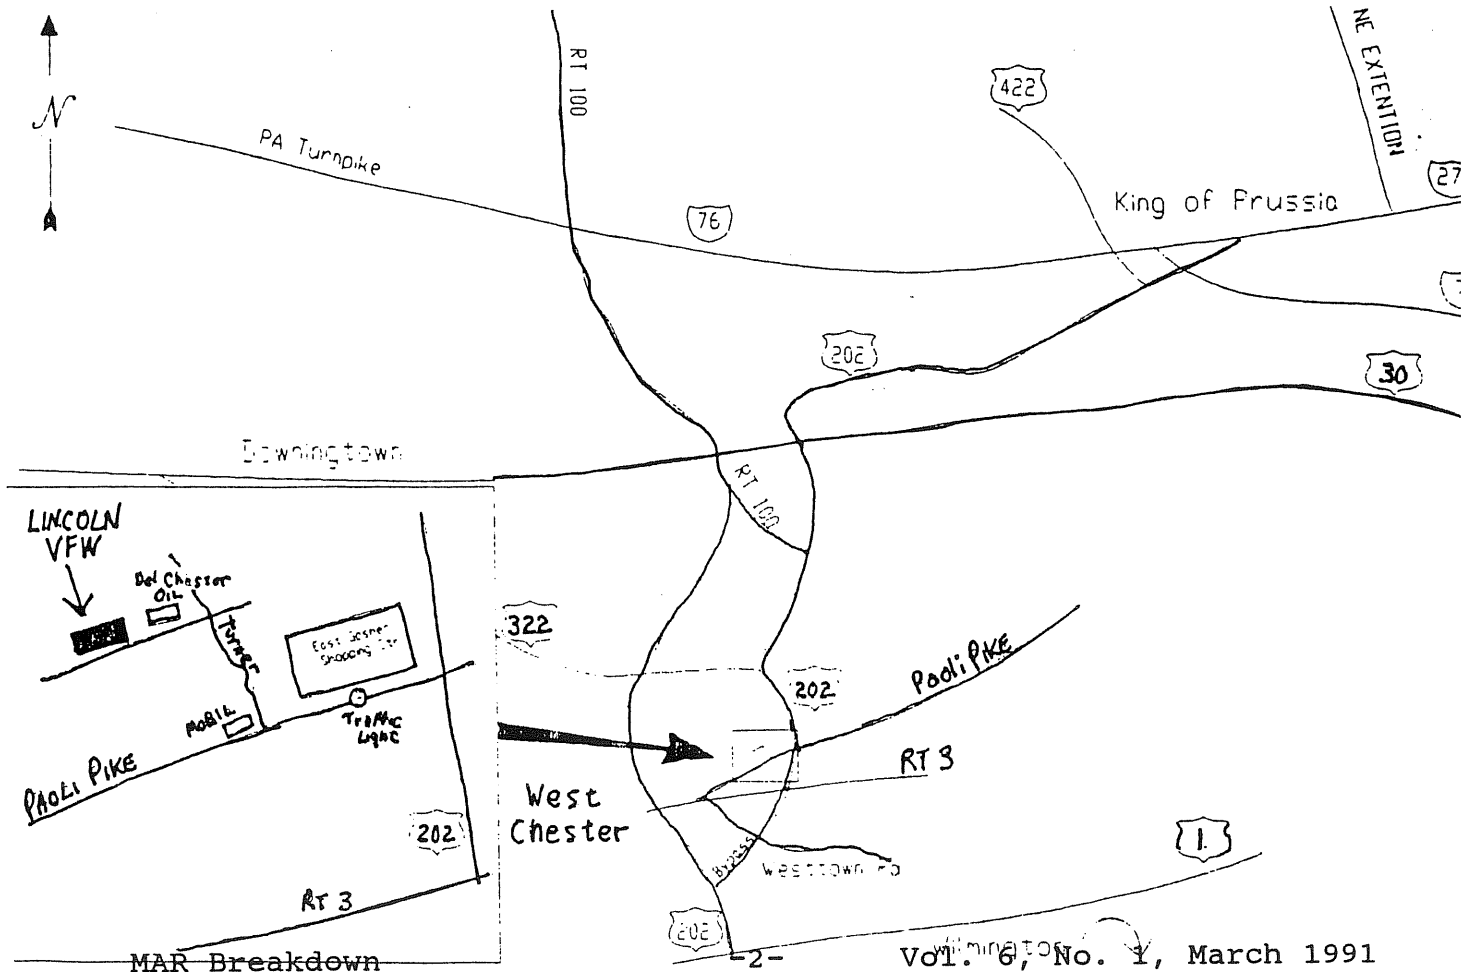 N
RT 100
PA Turnpike
76
422
NE EXTENTION
27
King of Prussia
202
30
Downingtown
RT 100
LINCOLN
VFW
Del Chester
OIL
Turner
East Goshen
Shopping Ctr
MOBIL
Traffic
Light
PAOLI PIKE
202
RT 3
322
202
Paoli PIKE
RT 3
West
Chester
Bypass
Westtown Rd
1
202
Wilmington
MAR Breakdown
-2-
Vol. 6, No. 1, March 1991